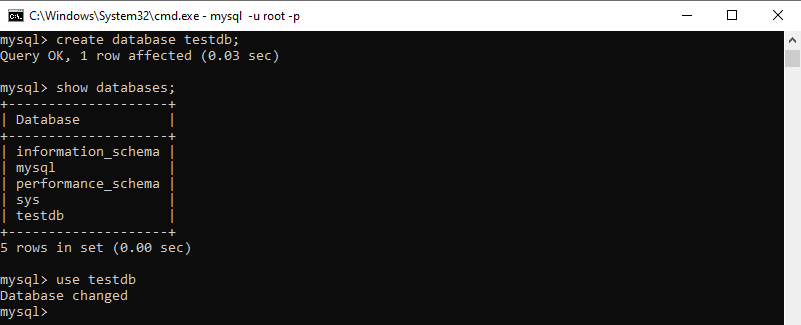 C:\Windows\System32\cmd.exe - mysql  -u root -p
mysql> create database testdb;
Query OK, 1 row affected (0.03 sec)

mysql> show databases;
+--------------------+
| Database           |
+--------------------+
| information_schema |
| mysql              |
| performance_schema |
| sys                |
| testdb             |
+--------------------+
5 rows in set (0.00 sec)

mysql> use testdb
Database changed
mysql>